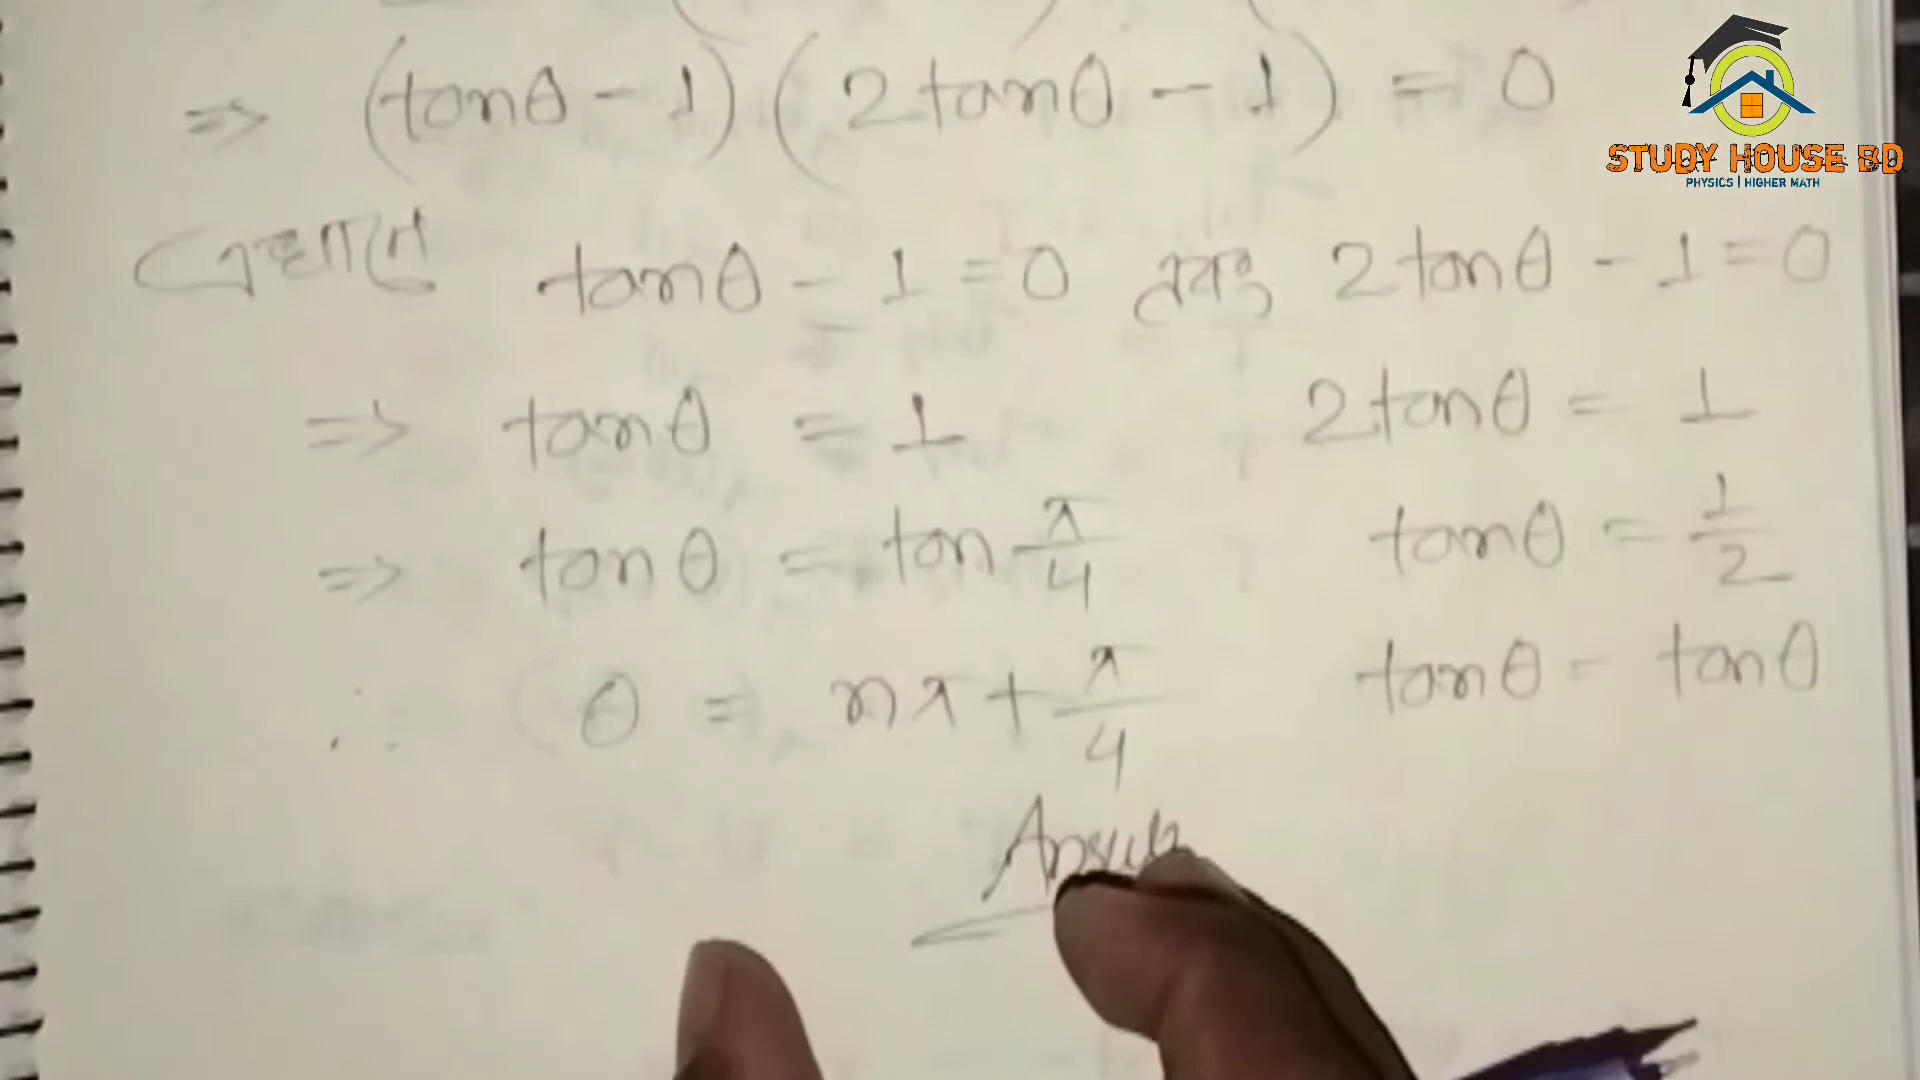 ⇒ (tanθ - 1) (2tanθ - 1) = 0
STUDY HOUSE BD
PHYSICS | HIGHER MATH
এখানে tanθ - 1 = 0 এবং 2tanθ - 1 = 0
⇒ tanθ = 1 2tanθ = 1
⇒ tanθ = tan π/4 tanθ = 1/2
∴ θ = nπ + π/4 tanθ = tanθ